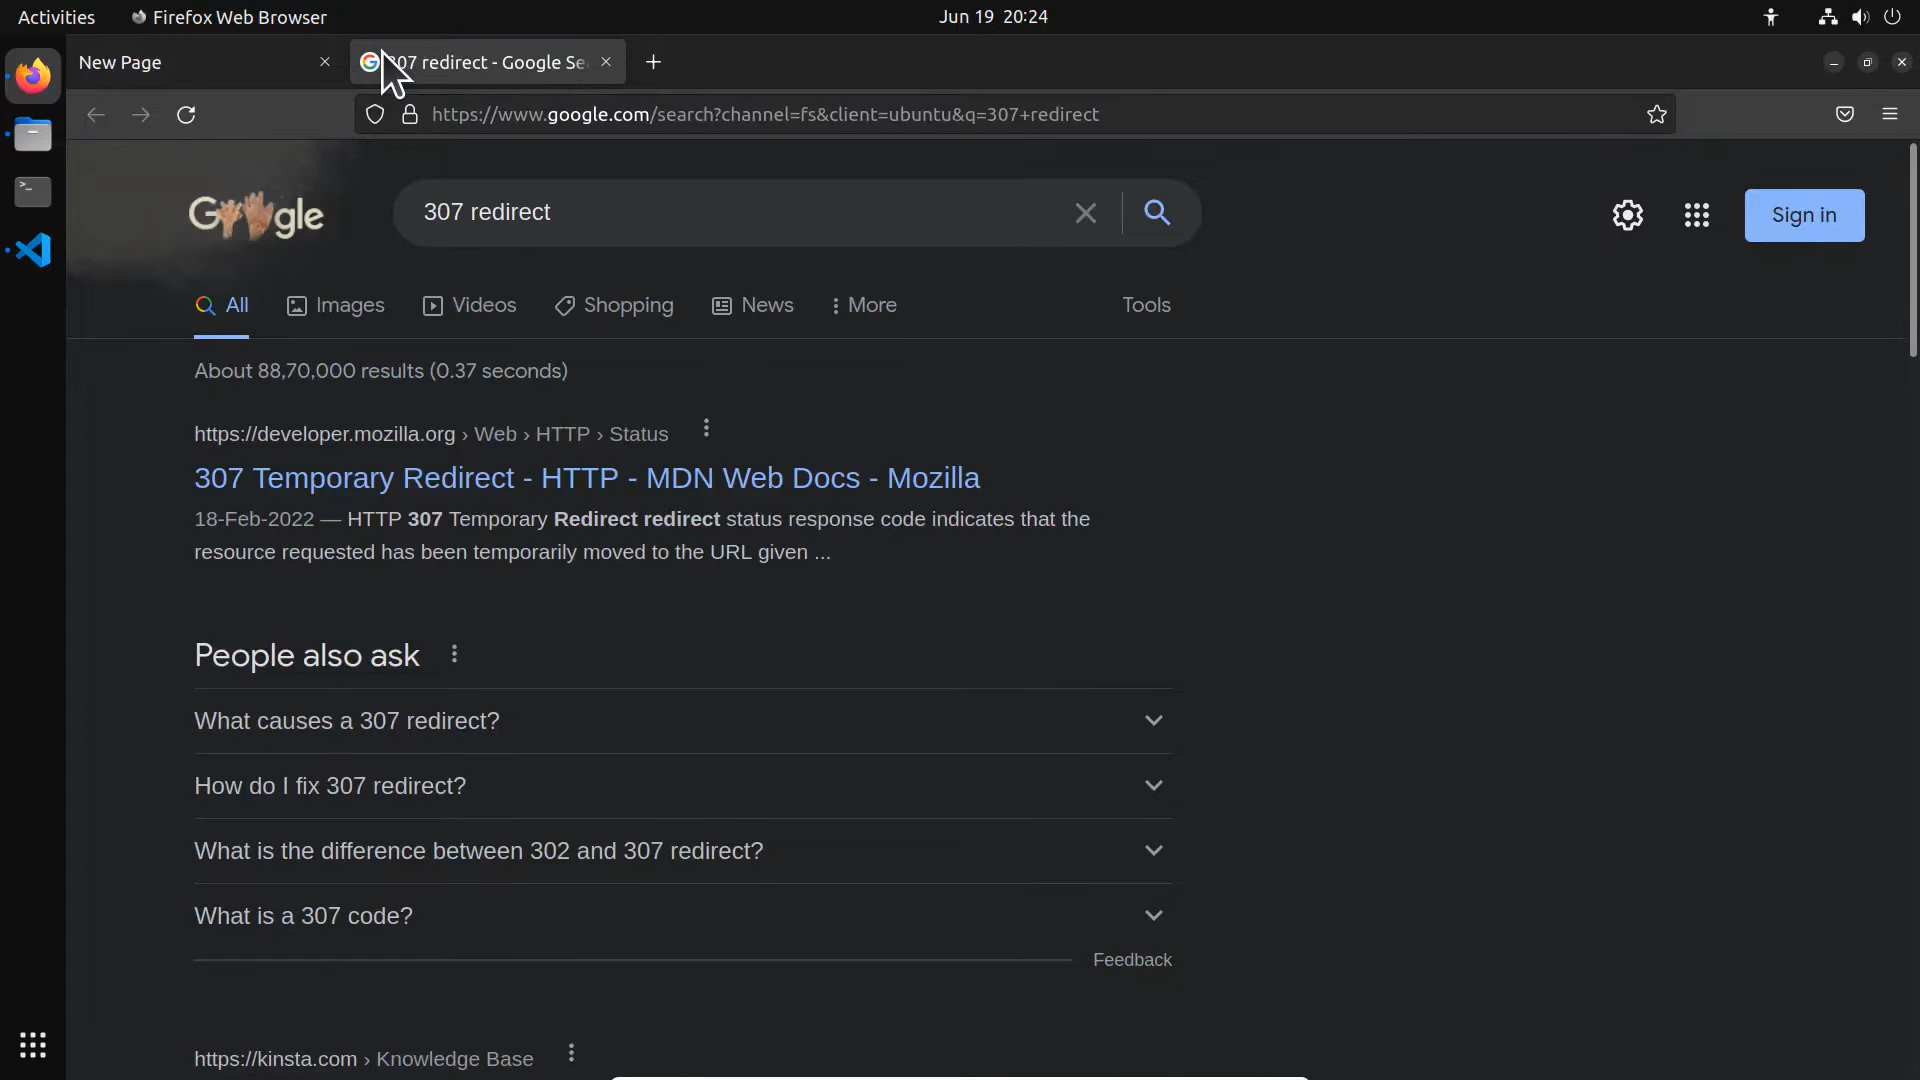 Activities
Firefox Web Browser
Jun 19 20:24
New Page
307 redirect - Google Se
https://www.google.com/search?channel=fs&client=ubuntu&q=307+redirect
Google
307 redirect
Sign in
All
Images
Videos
Shopping
News
More
Tools
About 88,70,000 results (0.37 seconds)
https://developer.mozilla.org › Web › HTTP › Status
307 Temporary Redirect - HTTP - MDN Web Docs - Mozilla
18-Feb-2022 — HTTP 307 Temporary Redirect redirect status response code indicates that the
resource requested has been temporarily moved to the URL given ...
People also ask
What causes a 307 redirect?
How do I fix 307 redirect?
What is the difference between 302 and 307 redirect?
What is a 307 code?
Feedback
https://kinsta.com › Knowledge Base